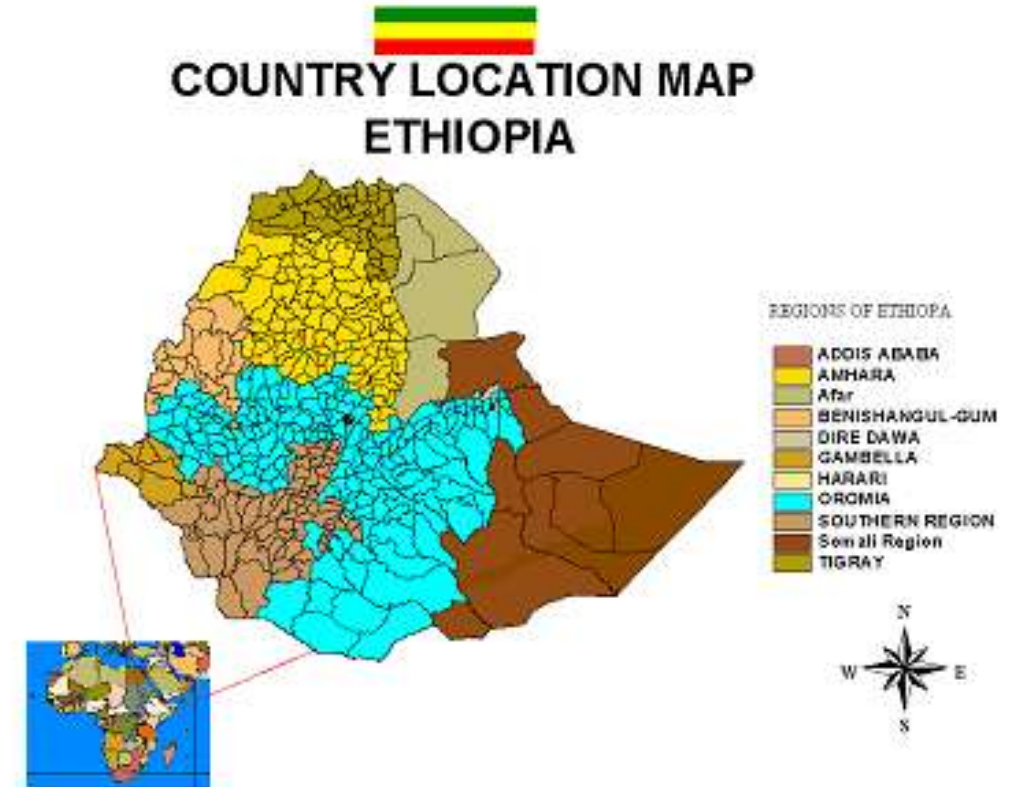 COUNTRY LOCATION MAP
ETHIOPIA
REGIONS OF ETHIOPA
ADDIS ABABA
AMHARA
Afar
BENISHANGUL-GUM
DIRE DAWA
GAMBELLA
HARARI
OROMIA
SOUTHERN REGION
Somali Region
TIGRAY
N
W E
S